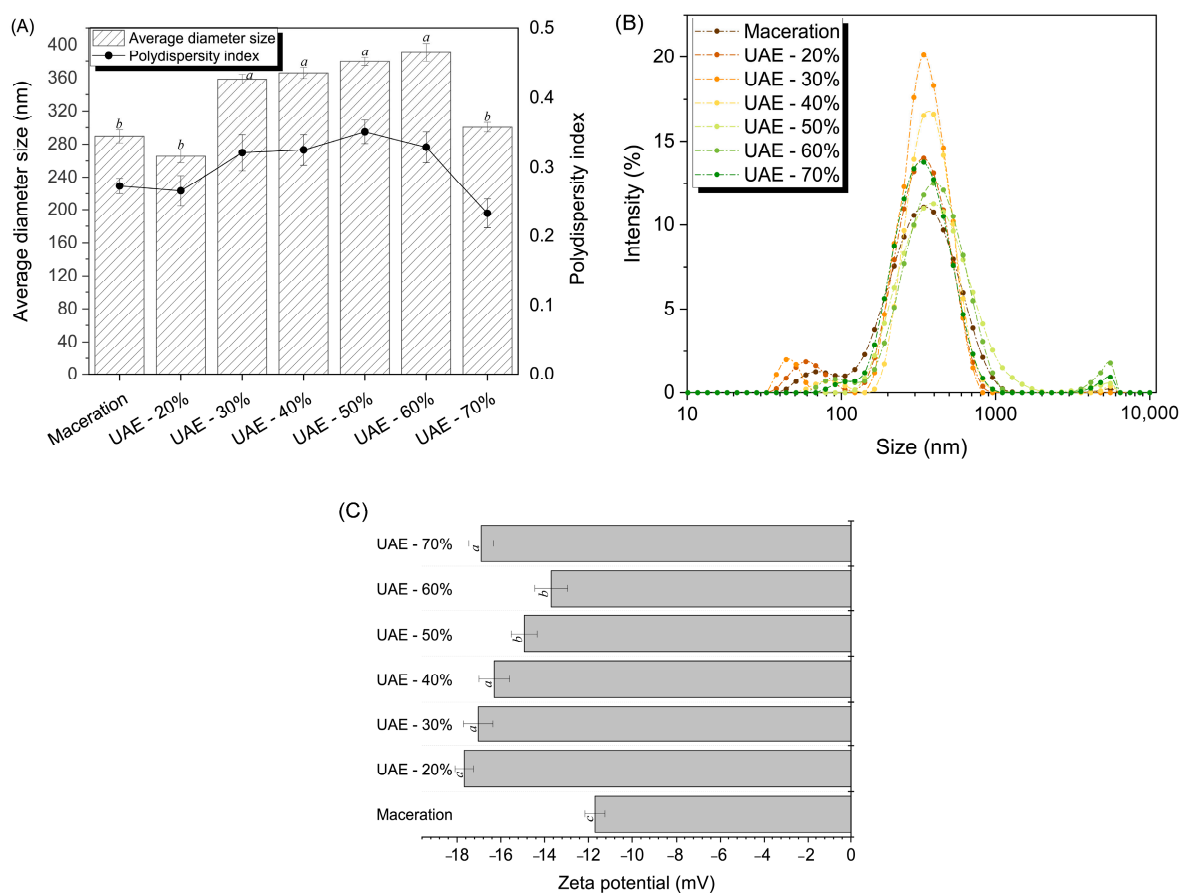 (A)
Average diameter size
Polydispersity index
Average diameter size (nm)
400
360
320
280
240
200
160
120
80
40
0
b
b
a
a
a
a
b
0.5
0.4
0.3
0.2
0.1
0.0
Polydispersity index
Maceration
UAE - 20%
UAE - 30%
UAE - 40%
UAE - 50%
UAE - 60%
UAE - 70%
(B)
Maceration
UAE - 20%
UAE - 30%
UAE - 40%
UAE - 50%
UAE - 60%
UAE - 70%
Intensity (%)
20
15
10
5
0
10
100
1000
10,000
Size (nm)
(C)
UAE - 70%
a
UAE - 60%
b
UAE - 50%
b
UAE - 40%
a
UAE - 30%
a
UAE - 20%
a
Maceration
c
–18
–16
–14
–12
–10
–8
–6
–4
–2
0
Zeta potential (mV)